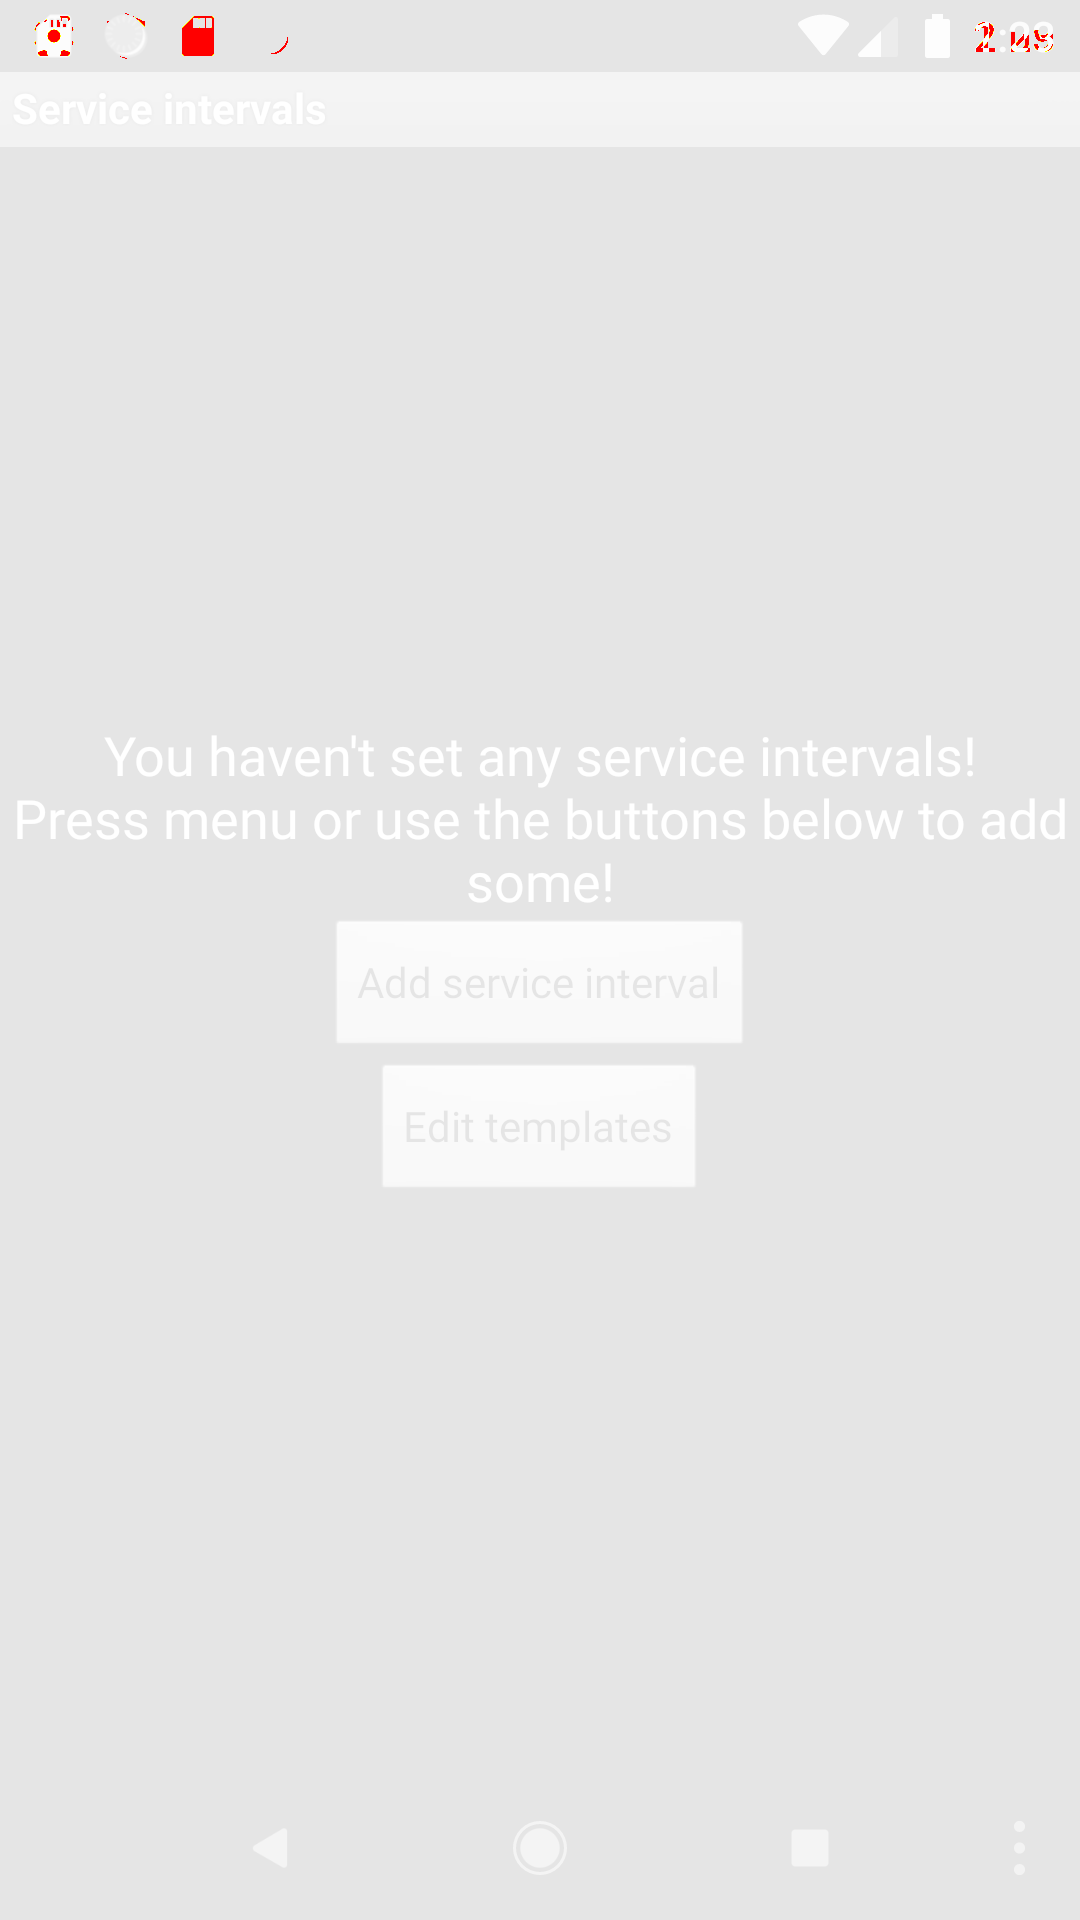 Service intervals
You haven't set any service intervals!
Press menu or use the buttons below to add
some!
Add service interval
Edit templates